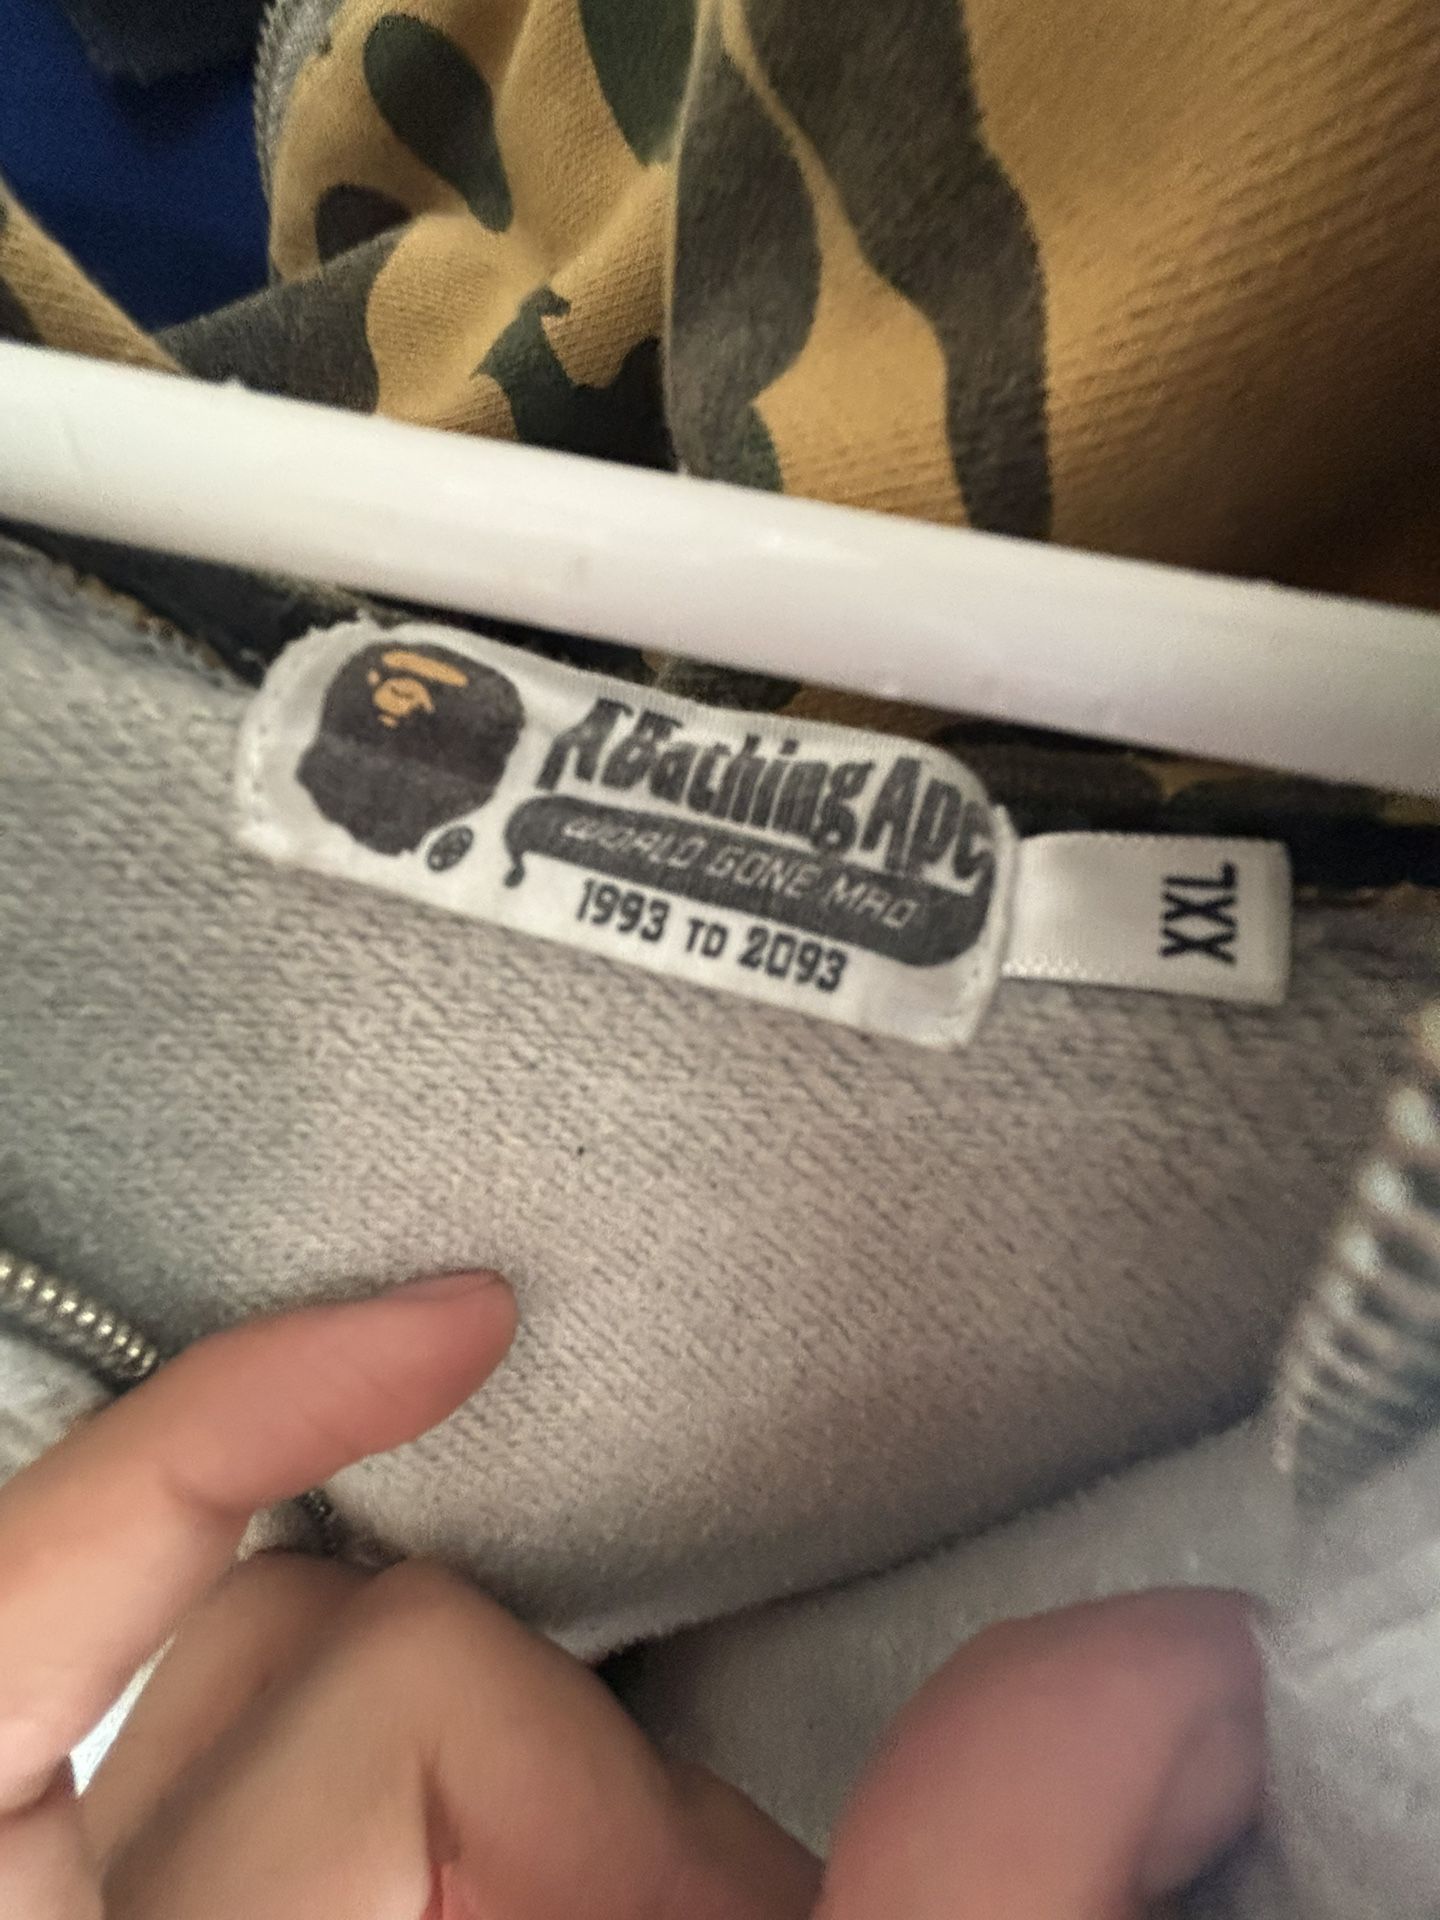 A Bathing Ape
WORLD GONE MAD
1993 TO 2093
XXL